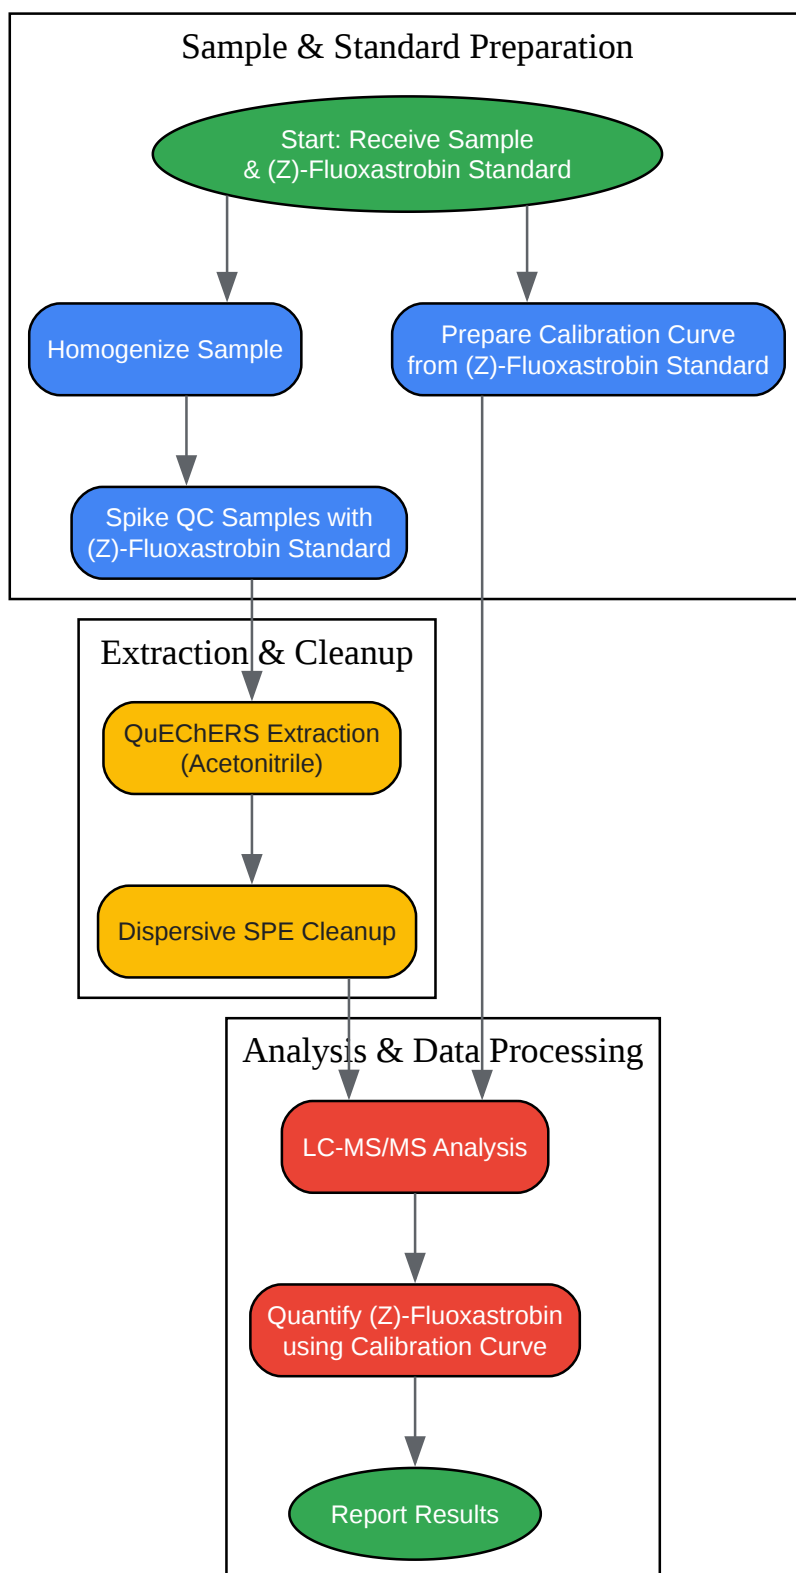 Sample & Standard Preparation
Start: Receive Sample
& (Z)-Fluoxastrobin Standard
Homogenize Sample
Prepare Calibration Curve
from (Z)-Fluoxastrobin Standard
Spike QC Samples with
(Z)-Fluoxastrobin Standard
Extraction & Cleanup
QuEChERS Extraction
(Acetonitrile)
Dispersive SPE Cleanup
Analysis & Data Processing
LC-MS/MS Analysis
Quantify (Z)-Fluoxastrobin
using Calibration Curve
Report Results